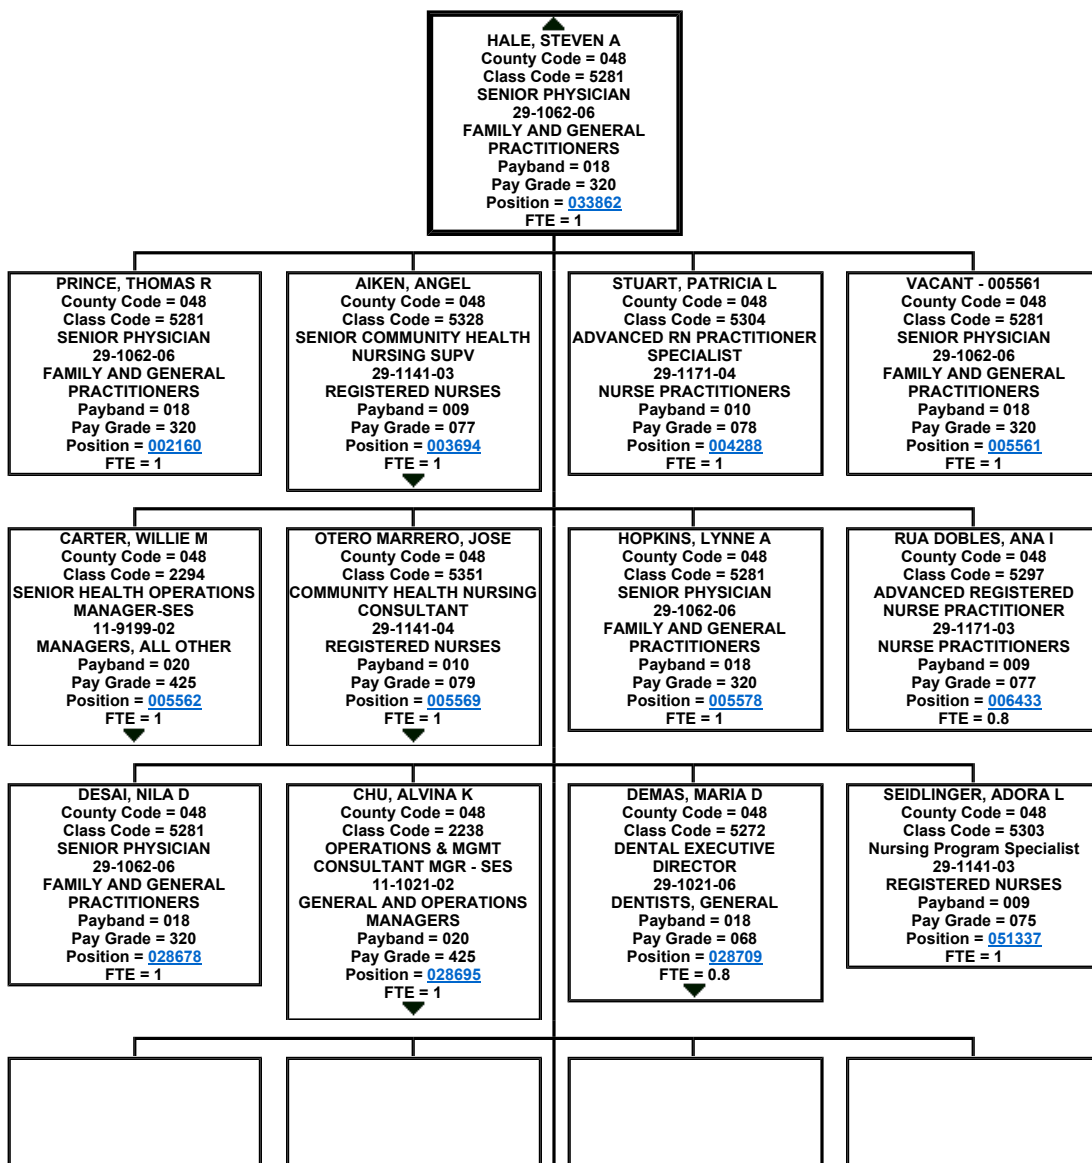 HALE, STEVEN A
County Code = 048
Class Code = 5281
SENIOR PHYSICIAN
29-1062-06
FAMILY AND GENERAL
PRACTITIONERS
Payband = 018
Pay Grade = 320
Position = 033862
FTE = 1
PRINCE, THOMAS R
County Code = 048
Class Code = 5281
SENIOR PHYSICIAN
29-1062-06
FAMILY AND GENERAL
PRACTITIONERS
Payband = 018
Pay Grade = 320
Position = 002160
FTE = 1
AIKEN, ANGEL
County Code = 048
Class Code = 5328
SENIOR COMMUNITY HEALTH
NURSING SUPV
29-1141-03
REGISTERED NURSES
Payband = 009
Pay Grade = 077
Position = 003694
FTE = 1
STUART, PATRICIA L
County Code = 048
Class Code = 5304
ADVANCED RN PRACTITIONER
SPECIALIST
29-1171-04
NURSE PRACTITIONERS
Payband = 010
Pay Grade = 078
Position = 004288
FTE = 1
VACANT - 005561
County Code = 048
Class Code = 5281
SENIOR PHYSICIAN
29-1062-06
FAMILY AND GENERAL
PRACTITIONERS
Payband = 018
Pay Grade = 320
Position = 005561
FTE = 1
CARTER, WILLIE M
County Code = 048
Class Code = 2294
SENIOR HEALTH OPERATIONS
MANAGER-SES
11-9199-02
MANAGERS, ALL OTHER
Payband = 020
Pay Grade = 425
Position = 005562
FTE = 1
OTERO MARRERO, JOSE
County Code = 048
Class Code = 5351
COMMUNITY HEALTH NURSING
CONSULTANT
29-1141-04
REGISTERED NURSES
Payband = 010
Pay Grade = 079
Position = 005569
FTE = 1
HOPKINS, LYNNE A
County Code = 048
Class Code = 5281
SENIOR PHYSICIAN
29-1062-06
FAMILY AND GENERAL
PRACTITIONERS
Payband = 018
Pay Grade = 320
Position = 005578
FTE = 1
RUA DOBLES, ANA I
County Code = 048
Class Code = 5297
ADVANCED REGISTERED
NURSE PRACTITIONER
29-1171-03
NURSE PRACTITIONERS
Payband = 009
Pay Grade = 077
Position = 006433
FTE = 0.8
DESAI, NILA D
County Code = 048
Class Code = 5281
SENIOR PHYSICIAN
29-1062-06
FAMILY AND GENERAL
PRACTITIONERS
Payband = 018
Pay Grade = 320
Position = 028678
FTE = 1
CHU, ALVINA K
County Code = 048
Class Code = 2238
OPERATIONS & MGMT
CONSULTANT MGR - SES
11-1021-02
GENERAL AND OPERATIONS
MANAGERS
Payband = 020
Pay Grade = 425
Position = 028695
FTE = 1
DEMAS, MARIA D
County Code = 048
Class Code = 5272
DENTAL EXECUTIVE
DIRECTOR
29-1021-06
DENTISTS, GENERAL
Payband = 018
Pay Grade = 068
Position = 028709
FTE = 0.8
SEIDLINGER, ADORA L
County Code = 048
Class Code = 5303
Nursing Program Specialist
29-1141-03
REGISTERED NURSES
Payband = 009
Pay Grade = 075
Position = 051337
FTE = 1